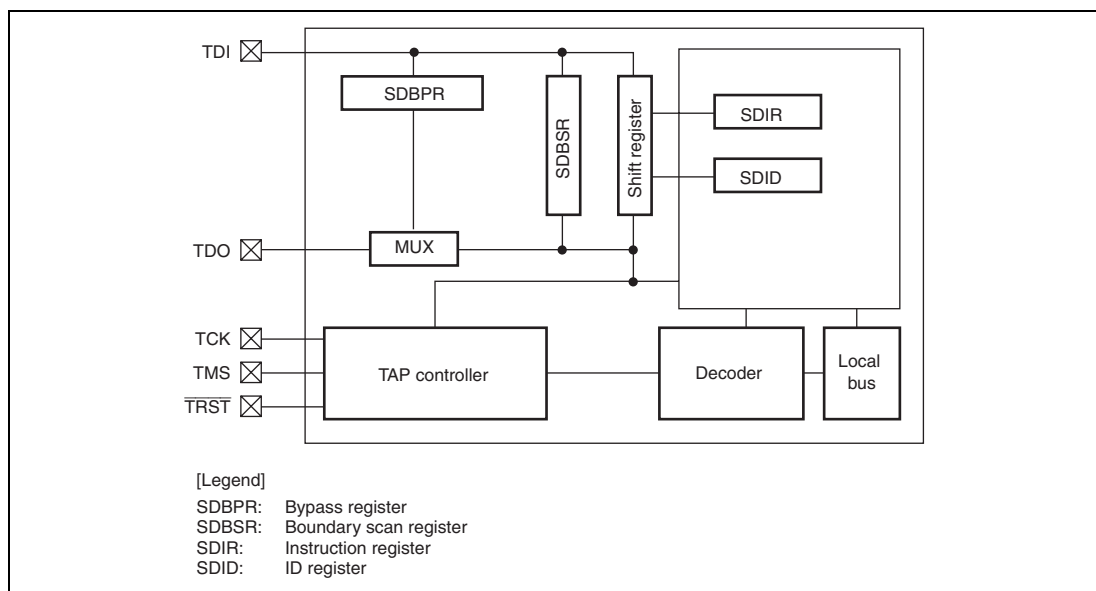 TDI
SDBPR
SDBSR
Shift register
SDIR
SDID
TDO
MUX
TCK
TMS
TRST
TAP controller
Decoder
Local
bus
[Legend]
SDBPR: Bypass register
SDBSR: Boundary scan register
SDIR: Instruction register
SDID: ID register